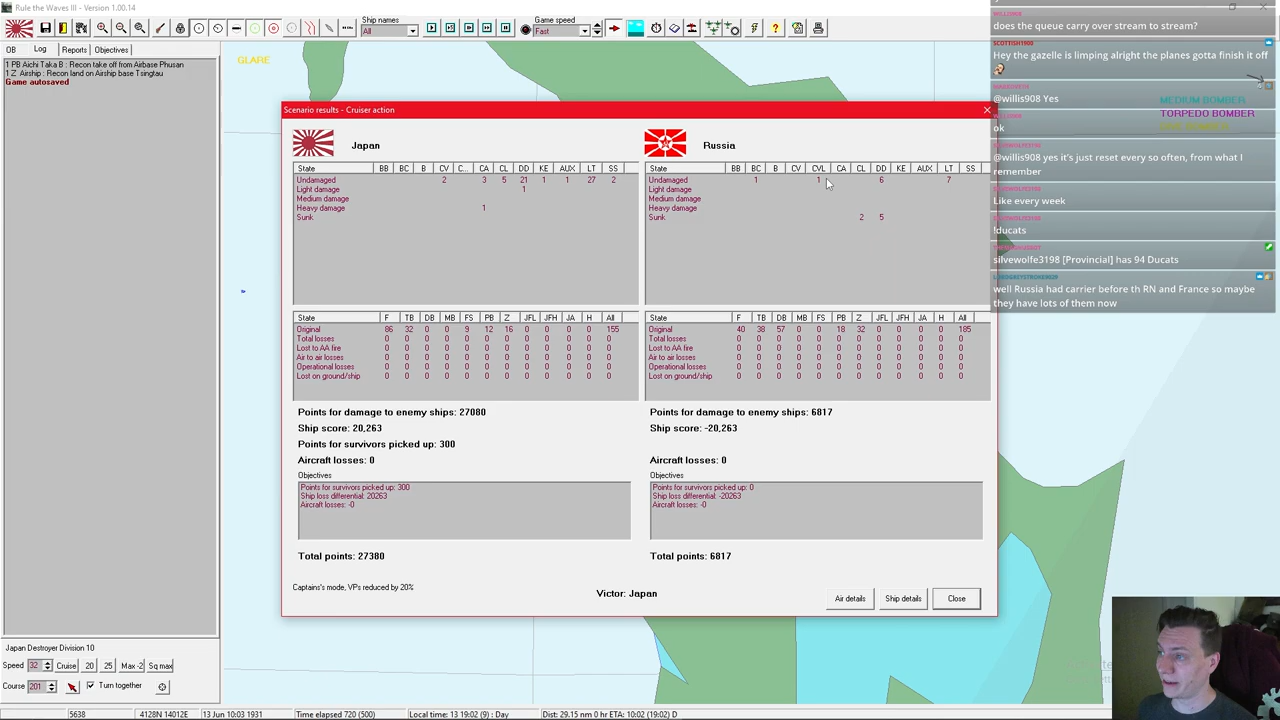 Rule the Waves III - Version 1.00.14
Ship names
All
Game speed
Fast
OB Log Reports Objectives
1 PB Aichi Taka B : Recon take off from Airbase Phusan
1 Z Airship : Recon land on Airship base Tsingtau
Game autosaved
GLARE
does the queue carry over stream to stream?
SCOTTISH1900
Hey the gazelle is limping alright the planes gotta finish it off
@willis908 Yes
MEDIUM BOMBER
TORPEDO BOMBER
ok
@willis908 yes it's just reset every so often, from what I
remember
Like every week
!ducats
silvewolfe3198 [Provincial] has 94 Ducats
well Russia had carrier before th RN and France so maybe
they have lots of them now
Scenario results - Cruiser action
Japan
State BB BC B CV C... CA CL DD KE AUX LT SS
Undamaged 2 3 5 21 1 1 27 2
Light damage 1
Medium damage
Heavy damage 1
Sunk
State F TB DB MB FS PB Z JFL JFH JA H All
Original 86 32 0 0 9 12 16 0 0 0 0 155
Total losses 0 0 0 0 0 0 0 0 0 0 0 0
Lost to AA fire 0 0 0 0 0 0 0 0 0 0 0 0
Air to air losses 0 0 0 0 0 0 0 0 0 0 0 0
Operational losses 0 0 0 0 0 0 0 0 0 0 0 0
Lost on ground/ship 0 0 0 0 0 0 0 0 0 0 0 0
Points for damage to enemy ships: 27080
Ship score: 20,263
Points for survivors picked up: 300
Aircraft losses: 0
Objectives
Points for survivors picked up: 300
Ship loss differential: 20263
Aircraft losses: -0
Total points: 27380
Captains's mode, VPs reduced by 20%
Russia
State BB BC B CV CVL CA CL DD KE AUX LT SS
Undamaged 1 1 6 7
Light damage
Medium damage
Heavy damage
Sunk 2 5
State F TB DB MB FS PB Z JFL JFH JA H All
Original 40 38 57 0 0 18 32 0 0 0 0 185
Total losses 0 0 0 0 0 0 0 0 0 0 0 0
Lost to AA fire 0 0 0 0 0 0 0 0 0 0 0 0
Air to air losses 0 0 0 0 0 0 0 0 0 0 0 0
Operational losses 0 0 0 0 0 0 0 0 0 0 0 0
Lost on ground/ship 0 0 0 0 0 0 0 0 0 0 0 0
Points for damage to enemy ships: 6817
Ship score: -20,263
Aircraft losses: 0
Objectives
Points for survivors picked up: 0
Ship loss differential: -20263
Aircraft losses: -0
Total points: 6817
Victor: Japan
Air details Ship details Close
Japan Destroyer Division 10
Speed 32 Cruise 20 25 Max -2 Sq max
Course 201 Turn together
5638 4128N 14012E 13 Jun 10:03 1931 Time elapsed 720 (500) Local time: 13 19:02 (9) : Day Dist: 29.15 nm 0 hr ETA: 10:02 (19:02) D